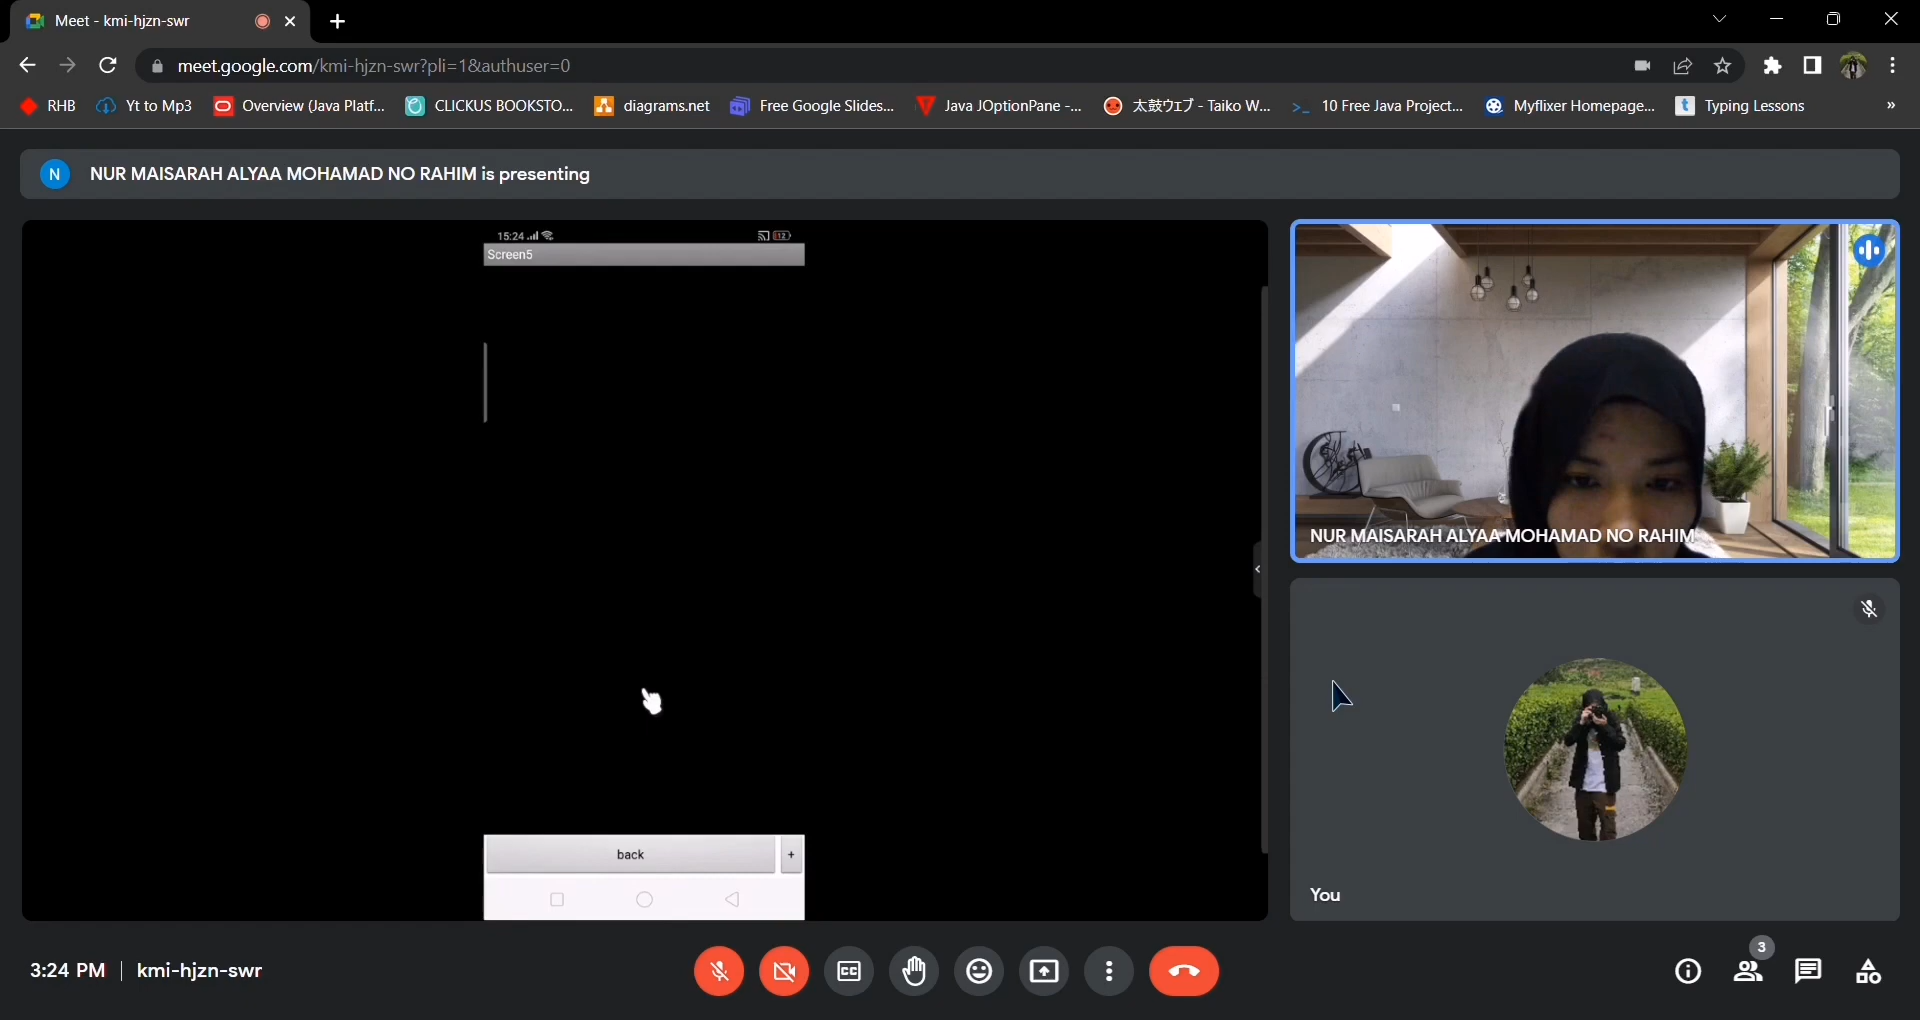 Meet - kmi-hjzn-swr
meet.google.com/kmi-hjzn-swr?pli=1&authuser=0
RHB
Yt to Mp3
Overview (Java Platf...
CLICKUS BOOKSTO...
diagrams.net
Free Google Slides...
Java JOptionPane -...
太鼓ウェブ - Taiko W...
10 Free Java Project...
Myflixer Homepage...
t
Typing Lessons
»
N
NUR MAISARAH ALYAA MOHAMAD NO RAHIM is presenting
15:24
12
Screen5
NUR MAISARAH ALYAA MOHAMAD NO RAHIM
back
+
You
3:24 PM | kmi-hjzn-swr
CC
3